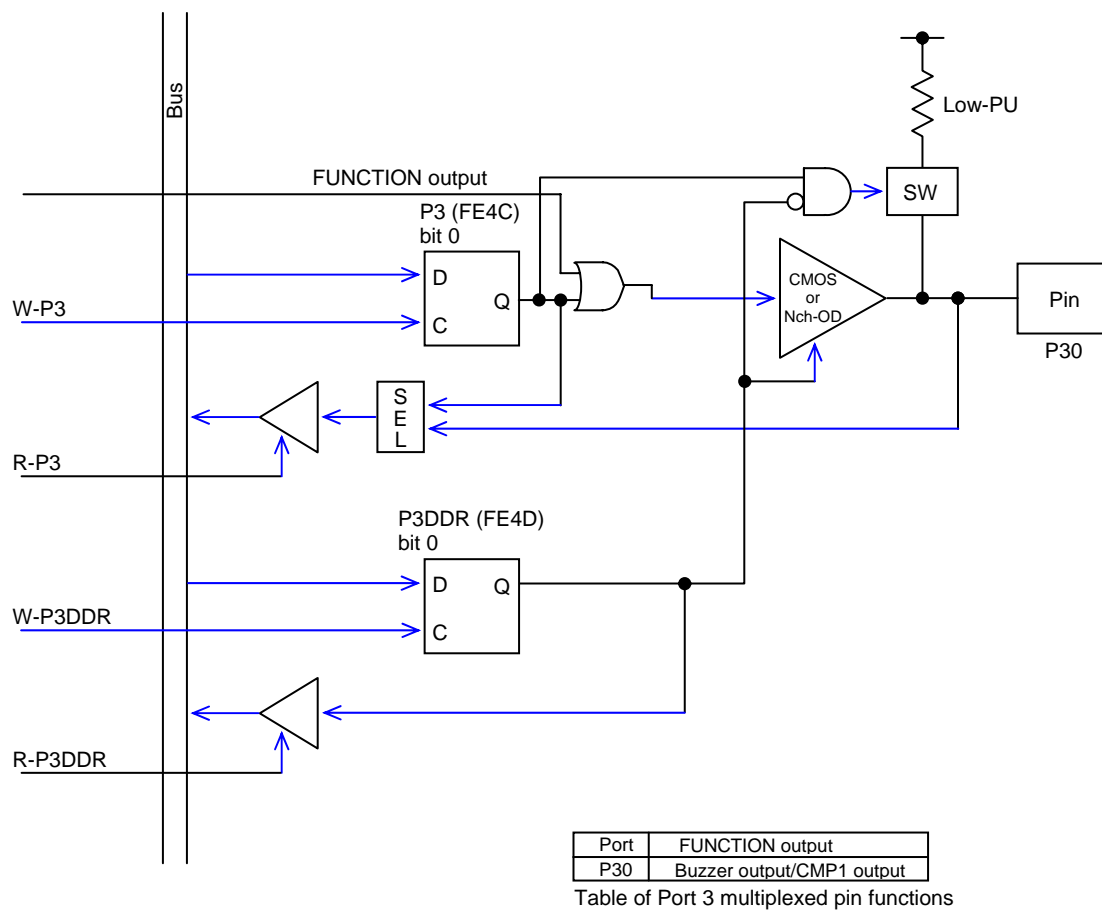 Bus
Low-PU
FUNCTION output
SW
P3 (FE4C)
bit 0
D
Q
C
W-P3
CMOS
or
Nch-OD
Pin
P30
S
E
L
R-P3
P3DDR (FE4D)
bit 0
D
Q
C
W-P3DDR
R-P3DDR
Port FUNCTION output
P30 Buzzer output/CMP1 output
Table of Port 3 multiplexed pin functions